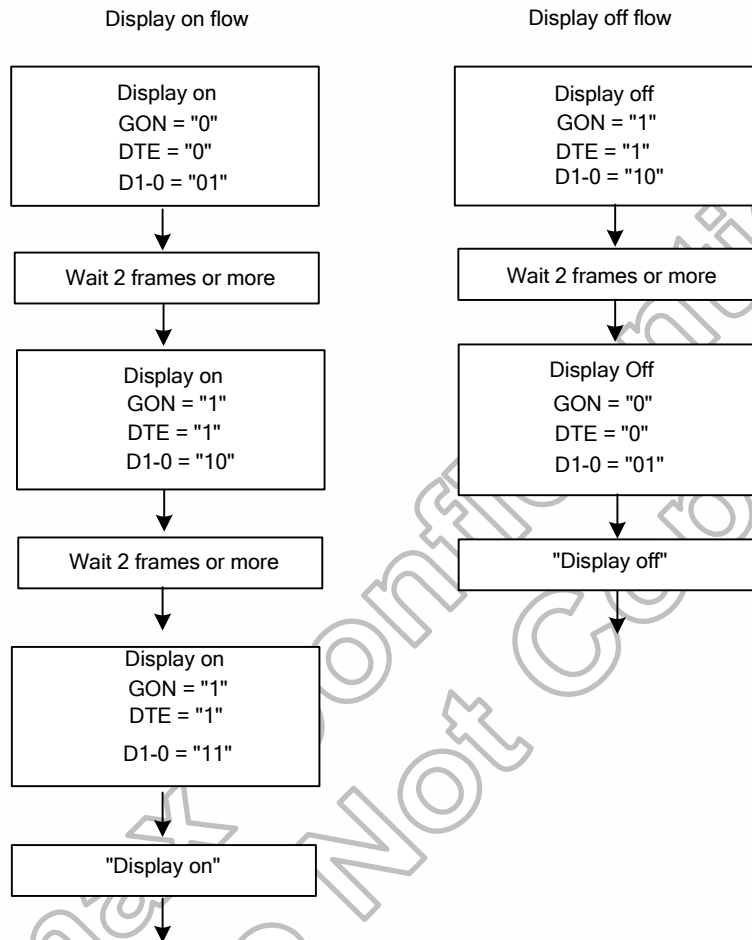 Display on flow
Display on
GON = "0"
DTE = "0"
D1-0 = "01"
Wait 2 frames or more
Display on
GON = "1"
DTE = "1"
D1-0 = "10"
Wait 2 frames or more
Display on
GON = "1"
DTE = "1"
D1-0 = "11"
"Display on"
Display off flow
Display off
GON = "1"
DTE = "1"
D1-0 = "10"
Wait 2 frames or more
Display Off
GON = "0"
DTE = "0"
D1-0 = "01"
"Display off"
Not